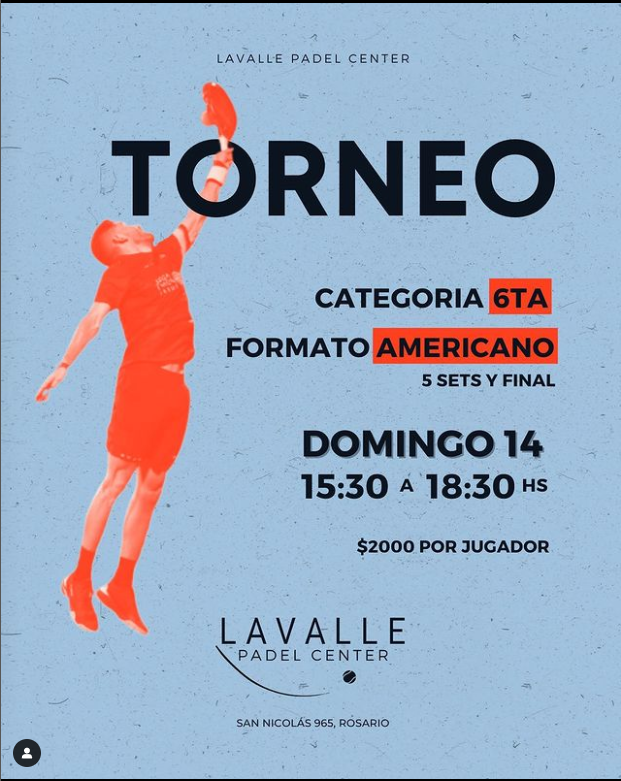 LAVALLE PADEL CENTER
TORNEO
CATEGORIA 6TA
FORMATO AMERICANO
5 SETS Y FINAL
DOMINGO 14
15:30 A 18:30 HS
$2000 POR JUGADOR
LAVALLE
PADEL CENTER
SAN NICOLÁS 965, ROSARIO